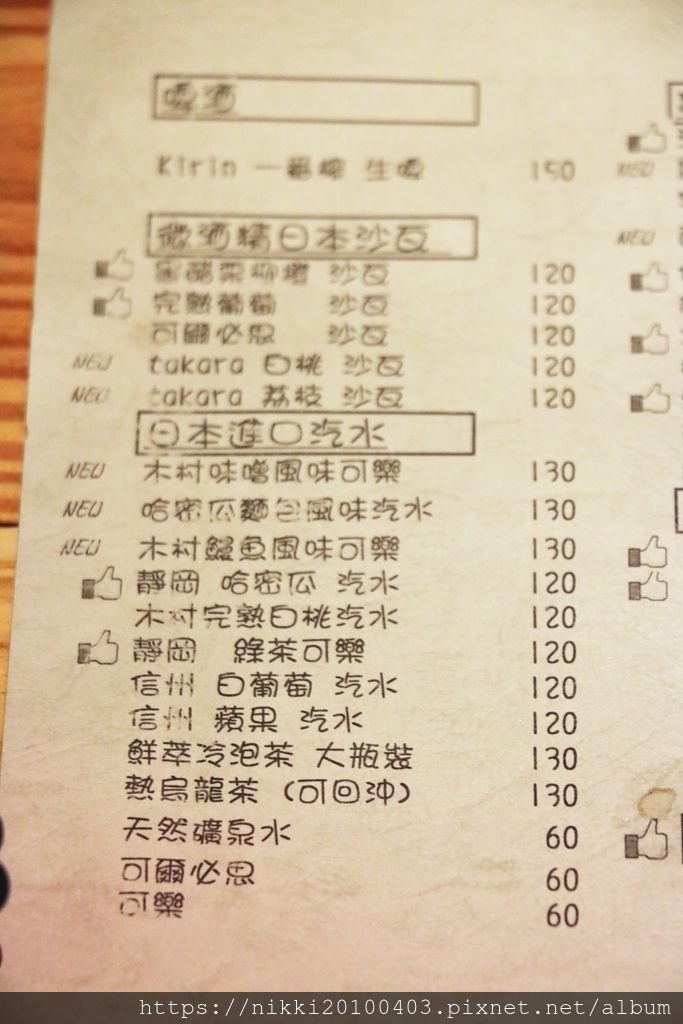 啤酒
Kirin 一番榨 生啤 150
微酒精日本沙瓦
沙瓦 120
完熟葡萄 沙瓦 120
可爾必思 沙瓦 120
NEW takara 白桃 沙瓦 120
NEW takara 荔枝 沙瓦 120
日本進口汽水
NEW 木村味噌風味可樂 130
NEW 哈密瓜麵包風味汽水 130
NEW 木村鰻魚風味可樂 130
靜岡 哈密瓜 汽水 120
木村完熟白桃汽水 120
靜岡 綠茶可樂 120
信州 白葡萄 汽水 120
信州 蘋果 汽水 120
鮮萃冷泡茶 大瓶裝 130
熱烏龍茶 (可回沖) 130
天然礦泉水 60
可爾必思 60
可樂 60
NEW
NEW
https://nikki20100403.pixnet.net/album